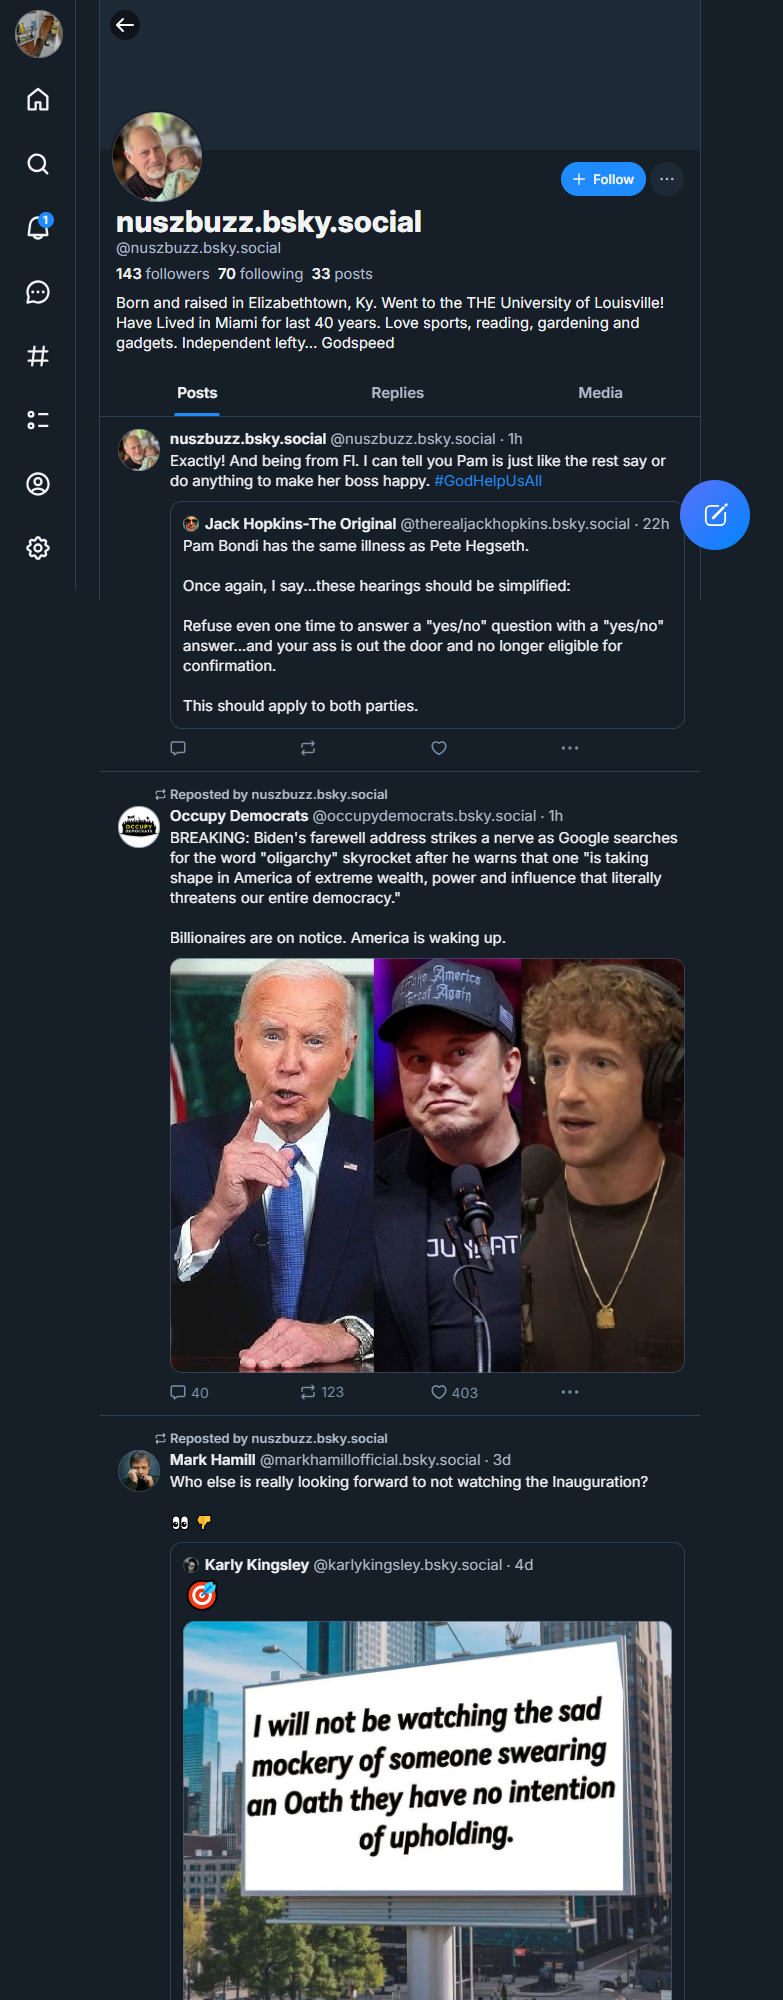 1
+ Follow
nuszbuzz.bsky.social
@nuszbuzz.bsky.social
143 followers 70 following 33 posts
Born and raised in Elizabethtown, Ky. Went to the THE University of Louisville!
Have Lived in Miami for last 40 years. Love sports, reading, gardening and
gadgets. Independent lefty... Godspeed
Posts Replies Media
nuszbuzz.bsky.social @nuszbuzz.bsky.social · 1h
Exactly! And being from Fl. I can tell you Pam is just like the rest say or
do anything to make her boss happy. #GodHelpUsAll
Jack Hopkins-The Original @therealjackhopkins.bsky.social · 22h
Pam Bondi has the same illness as Pete Hegseth.
Once again, I say...these hearings should be simplified:
Refuse even one time to answer a "yes/no" question with a "yes/no"
answer...and your ass is out the door and no longer eligible for
confirmation.
This should apply to both parties.
Reposted by nuszbuzz.bsky.social
OCCUPY
DEMOCRATS
Occupy Democrats @occupydemocrats.bsky.social · 1h
BREAKING: Biden's farewell address strikes a nerve as Google searches
for the word "oligarchy" skyrocket after he warns that one "is taking
shape in America of extreme wealth, power and influence that literally
threatens our entire democracy."
Billionaires are on notice. America is waking up.
Make America
Great Again
40 123 403
Reposted by nuszbuzz.bsky.social
Mark Hamill @markhamillofficial.bsky.social · 3d
Who else is really looking forward to not watching the Inauguration?
👀 👎
Karly Kingsley @karlykingsley.bsky.social · 4d
🎯
I will not be watching the sad
mockery of someone swearing
an Oath they have no intention
of upholding.